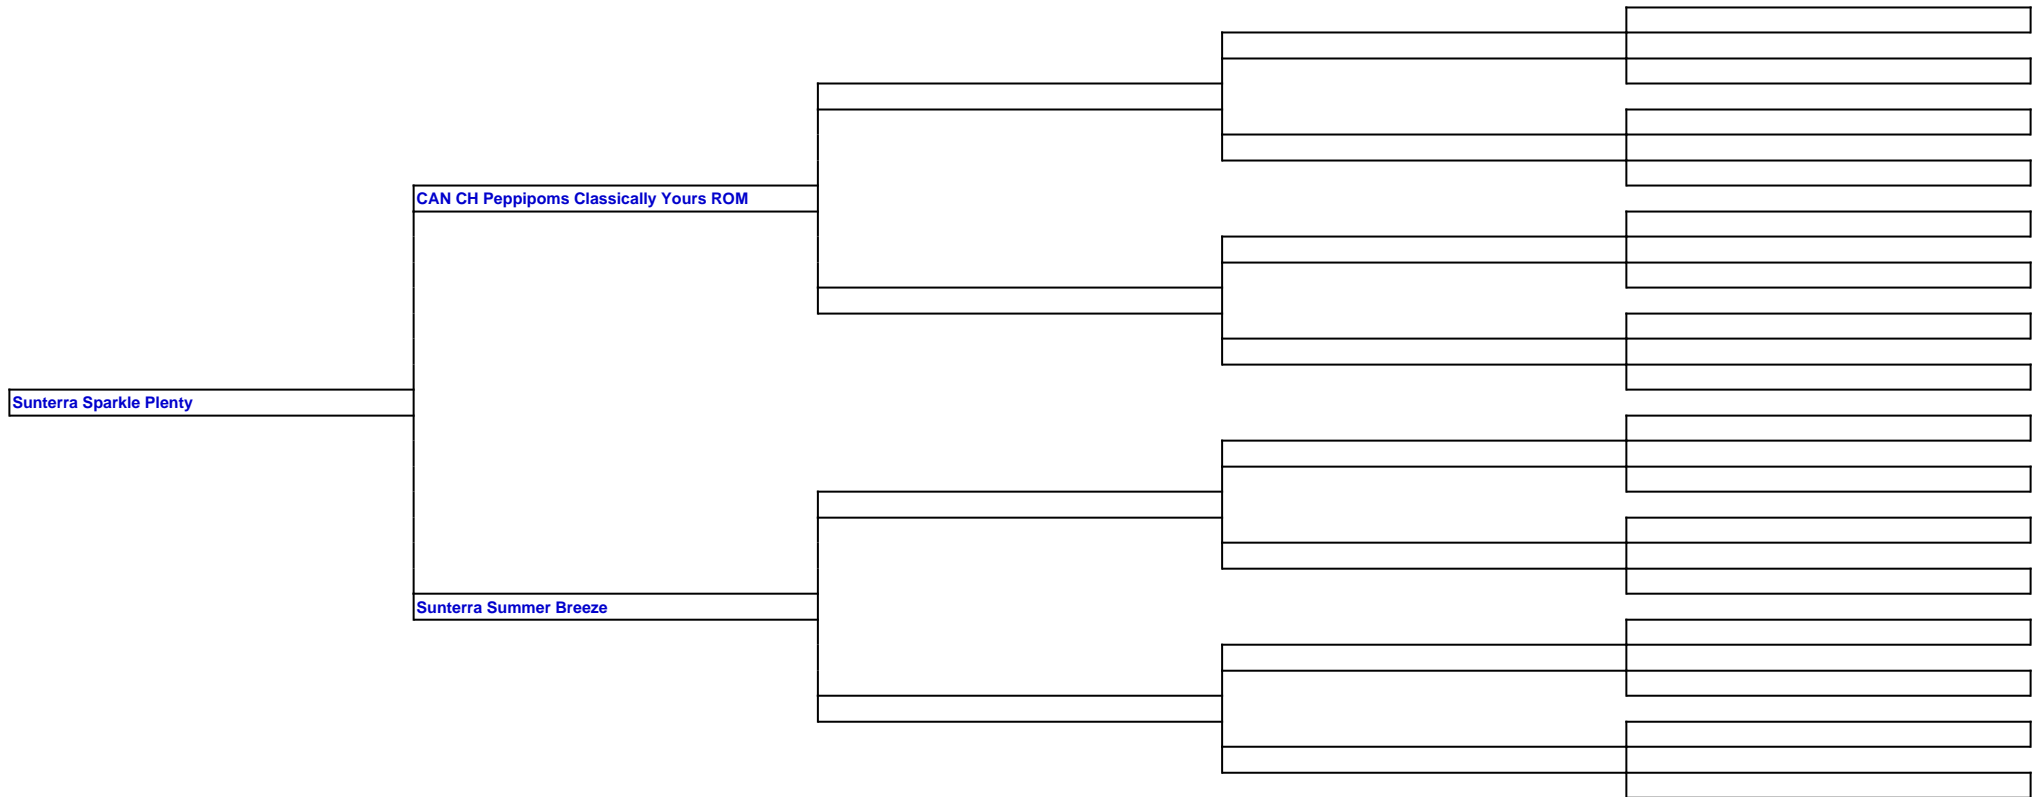 CAN CH Peppipoms Classically Yours ROM
Sunterra Sparkle Plenty
Sunterra Summer Breeze